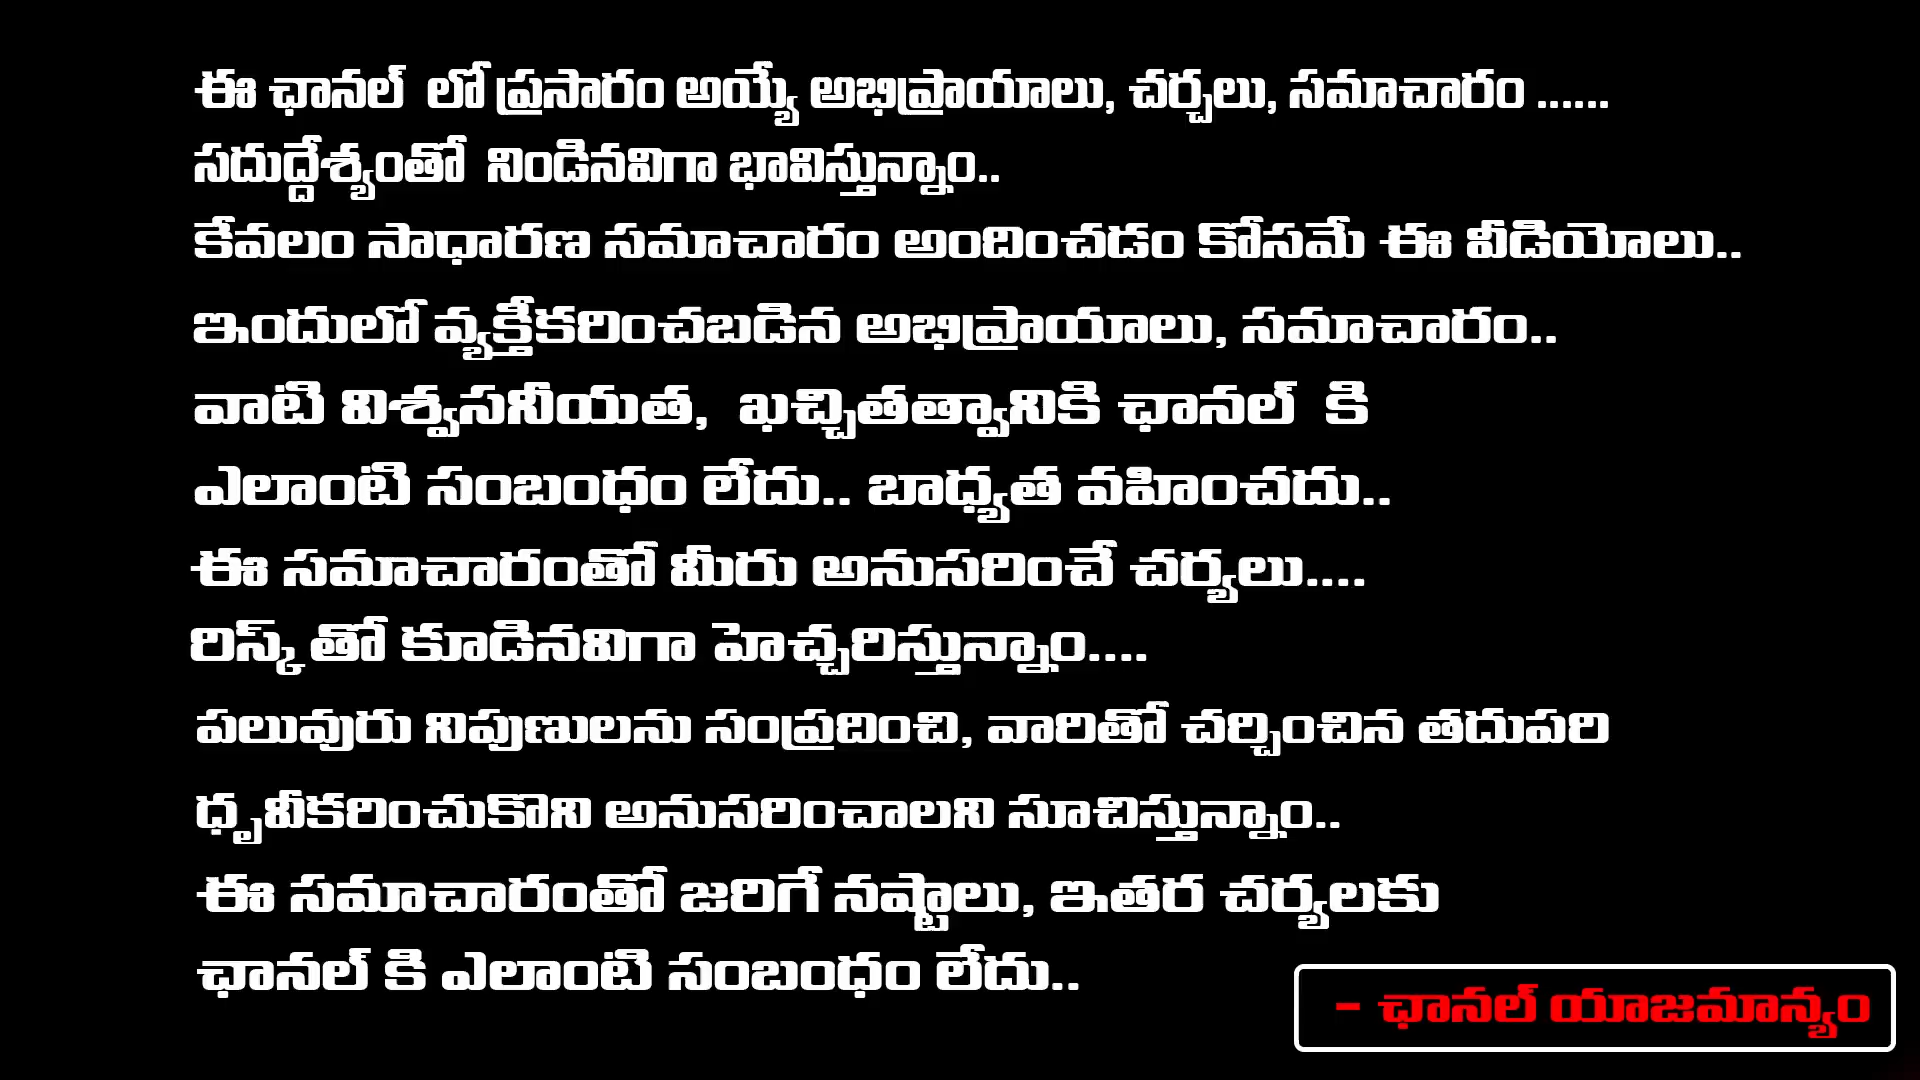 ఈ ఛానల్ లో ప్రసారం అయ్యే అభిప్రాయాలు, చర్చలు, సమాచారం ......
సదుద్దేశ్యంతో నిండినవిగా భావిస్తున్నాం..
కేవలం సాధారణ సమాచారం అందించడం కోసమే ఈ వీడియోలు..
ఇందులో వ్యక్తీకరించబడిన అభిప్రాయాలు, సమాచారం..
వాటి విశ్వసనీయత, ఖచ్చితత్వానికి ఛానల్ కి
ఎలాంటి సంబంధం లేదు.. బాధ్యత వహించదు..
ఈ సమాచారంతో మీరు అనుసరించే చర్యలు....
రిస్క్ తో కూడినవిగా హెచ్చరిస్తున్నాం....
పలువురు నిపుణులను సంప్రదించి, వారితో చర్చించిన తదుపరి
ధృవీకరించుకొని అనుసరించాలని సూచిస్తున్నాం..
ఈ సమాచారంతో జరిగే నష్టాలు, ఇతర చర్యలకు
ఛానల్ కి ఎలాంటి సంబంధం లేదు..
- ఛానల్ యాజమాన్యం